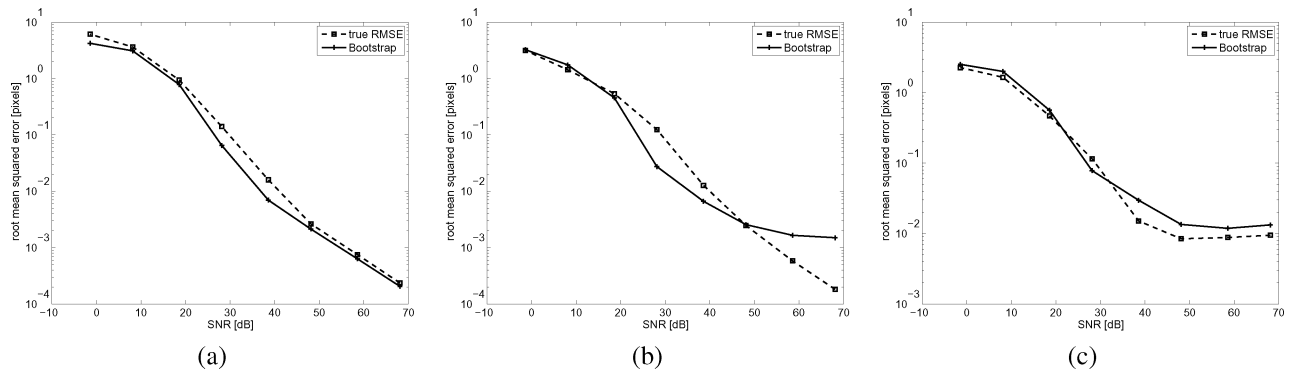 10^1
10^0
10^−1
10^−2
10^−3
10^−4
root mean squared error [pixels]
−10 0 10 20 30 40 50 60 70
SNR [dB]
true RMSE
Bootstrap
(a)
10^1
10^0
10^−1
10^−2
10^−3
10^−4
root mean squared error [pixels]
−10 0 10 20 30 40 50 60 70
SNR [dB]
true RMSE
Bootstrap
(b)
10^1
10^0
10^−1
10^−2
10^−3
root mean squared error [pixels]
−10 0 10 20 30 40 50 60 70
SNR [dB]
true RMSE
Bootstrap
(c)